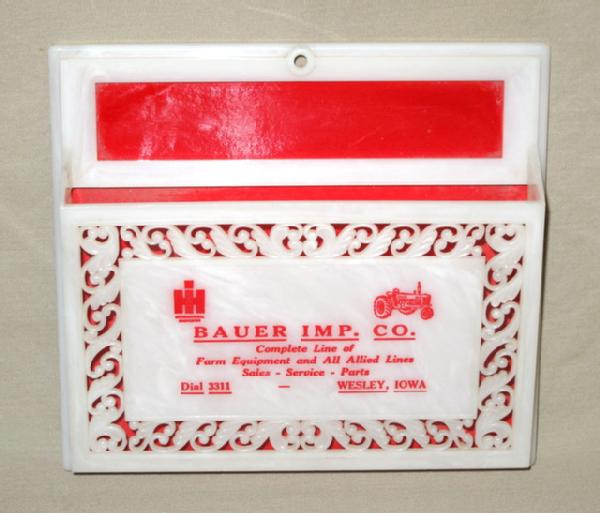 IH
BAUER IMP. CO.
Complete Line of
Farm Equipment and All Allied Lines
Sales - Service - Parts
Dial 3311 — WESLEY, IOWA